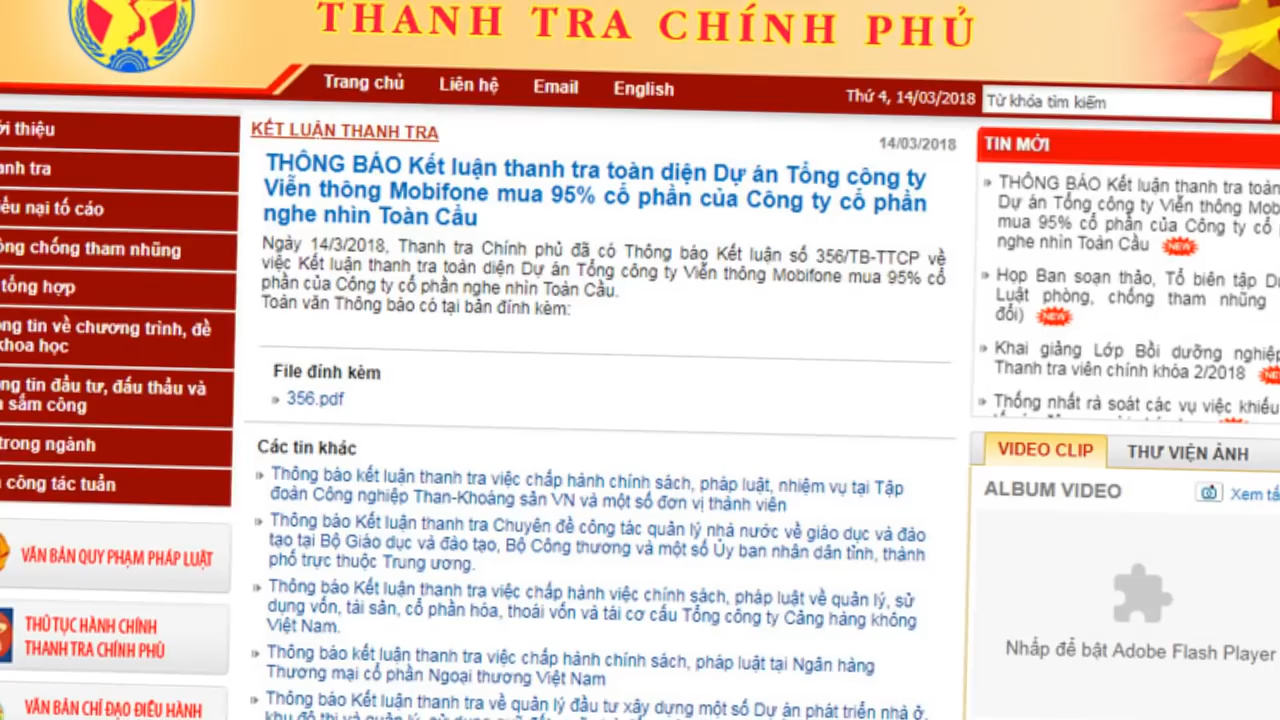 THANH TRA CHÍNH PHỦ
Trang chủ
Liên hệ
Email
English
Thứ 4, 14/03/2018
Từ khóa tìm kiếm
thiệu
tra
nại tố cáo
chống tham nhũng
tổng hợp
tin về chương trình, đề
khoa học
tin đầu tư, đấu thầu và
sắm công
trong ngành
công tác tuần
VĂN BẢN QUY PHẠM PHÁP LUẬT
THỦ TỤC HÀNH CHÍNH
THANH TRA CHÍNH PHỦ
VĂN BẢN CHỈ ĐẠO ĐIỀU HÀNH
KẾT LUẬN THANH TRA
14/03/2018
THÔNG BÁO Kết luận thanh tra toàn diện Dự án Tổng công ty
Viễn thông Mobifone mua 95% cổ phần của Công ty cổ phần
nghe nhìn Toàn Cầu
Ngày 14/3/2018, Thanh tra Chính phủ đã có Thông báo Kết luận số 356/TB-TTCP về
việc Kết luận thanh tra toàn diện Dự án Tổng công ty Viễn thông Mobifone mua 95% cổ
phần của Công ty cổ phần nghe nhìn Toàn Cầu.
Toàn văn Thông báo có tại bản đính kèm:
File đính kèm
356.pdf
Các tin khác
Thông báo kết luận thanh tra việc chấp hành chính sách, pháp luật, nhiệm vụ tại Tập
đoàn Công nghiệp Than-Khoáng sản VN và một số đơn vị thành viên
Thông báo Kết luận thanh tra Chuyên đề công tác quản lý nhà nước về giáo dục và đào
tạo tại Bộ Giáo dục và đào tạo, Bộ Công thương và một số Ủy ban nhân dân tỉnh, thành
phố trực thuộc Trung ương.
Thông báo Kết luận thanh tra việc chấp hành việc chính sách, pháp luật về quản lý, sử
dụng vốn, tài sản, cổ phần hóa, thoái vốn và tái cơ cấu Tổng công ty Cảng hàng không
Việt Nam.
Thông báo kết luận thanh tra việc chấp hành chính sách, pháp luật tại Ngân hàng
Thương mại cổ phần Ngoại thương Việt Nam
Thông báo Kết luận thanh tra về quản lý đầu tư xây dựng một số Dự án phát triển nhà ở,
TIN MỚI
THÔNG BÁO Kết luận thanh tra toàn
Dự án Tổng công ty Viễn thông
mua 95% cổ phần của Công ty cổ
nghe nhìn Toàn Cầu NEW
Họp Ban soạn thảo, Tổ biên tập
Luật phòng, chống tham nhũng
đổi) NEW
Khai giảng Lớp Bồi dưỡng
Thanh tra viên chính khóa 2/2018
Thống nhất rà soát các vụ việc khiếu
VIDEO CLIP
THƯ VIỆN ẢNH
ALBUM VIDEO
Xem
Nhấp để bật Adobe Flash Player